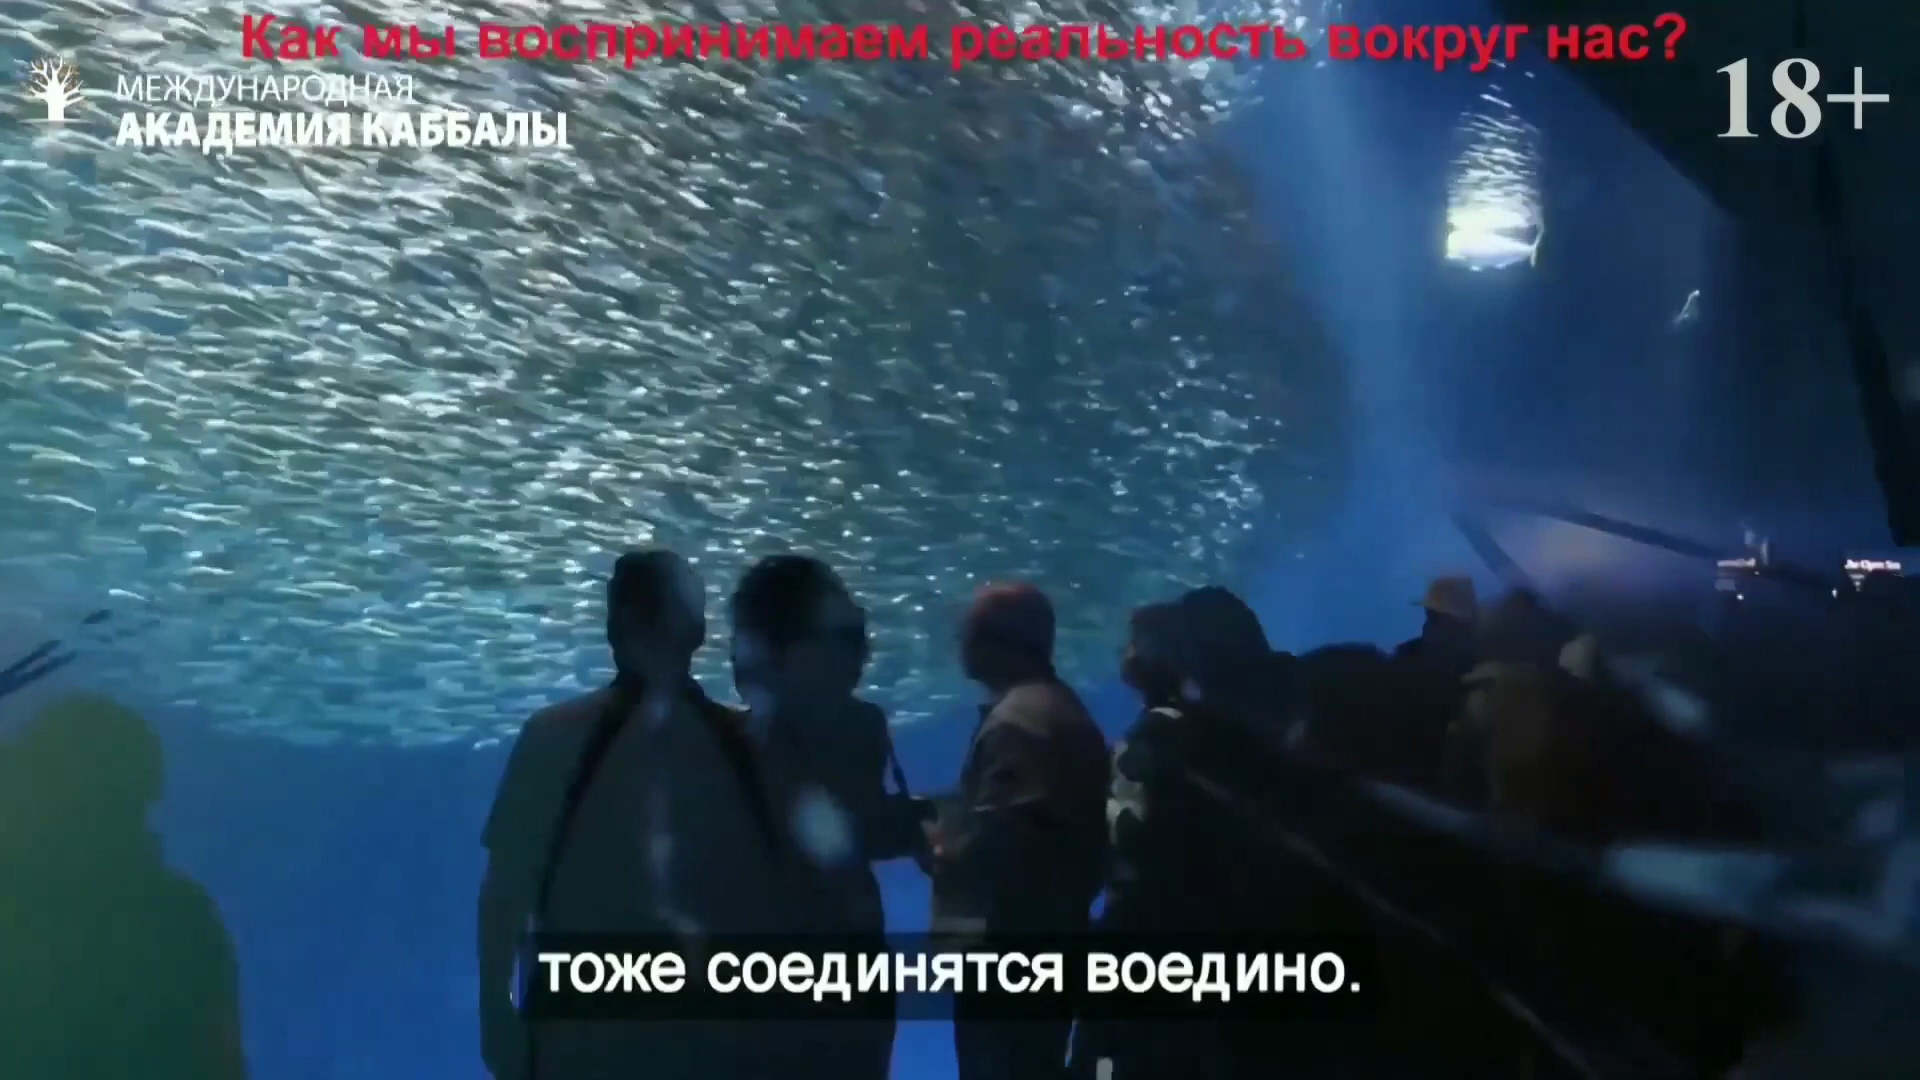 Как мы воспринимаем реальность вокруг нас?
МЕЖДУНАРОДНАЯ
АКАДЕМИЯ КАББАЛЫ
18+
тоже соединятся воедино.